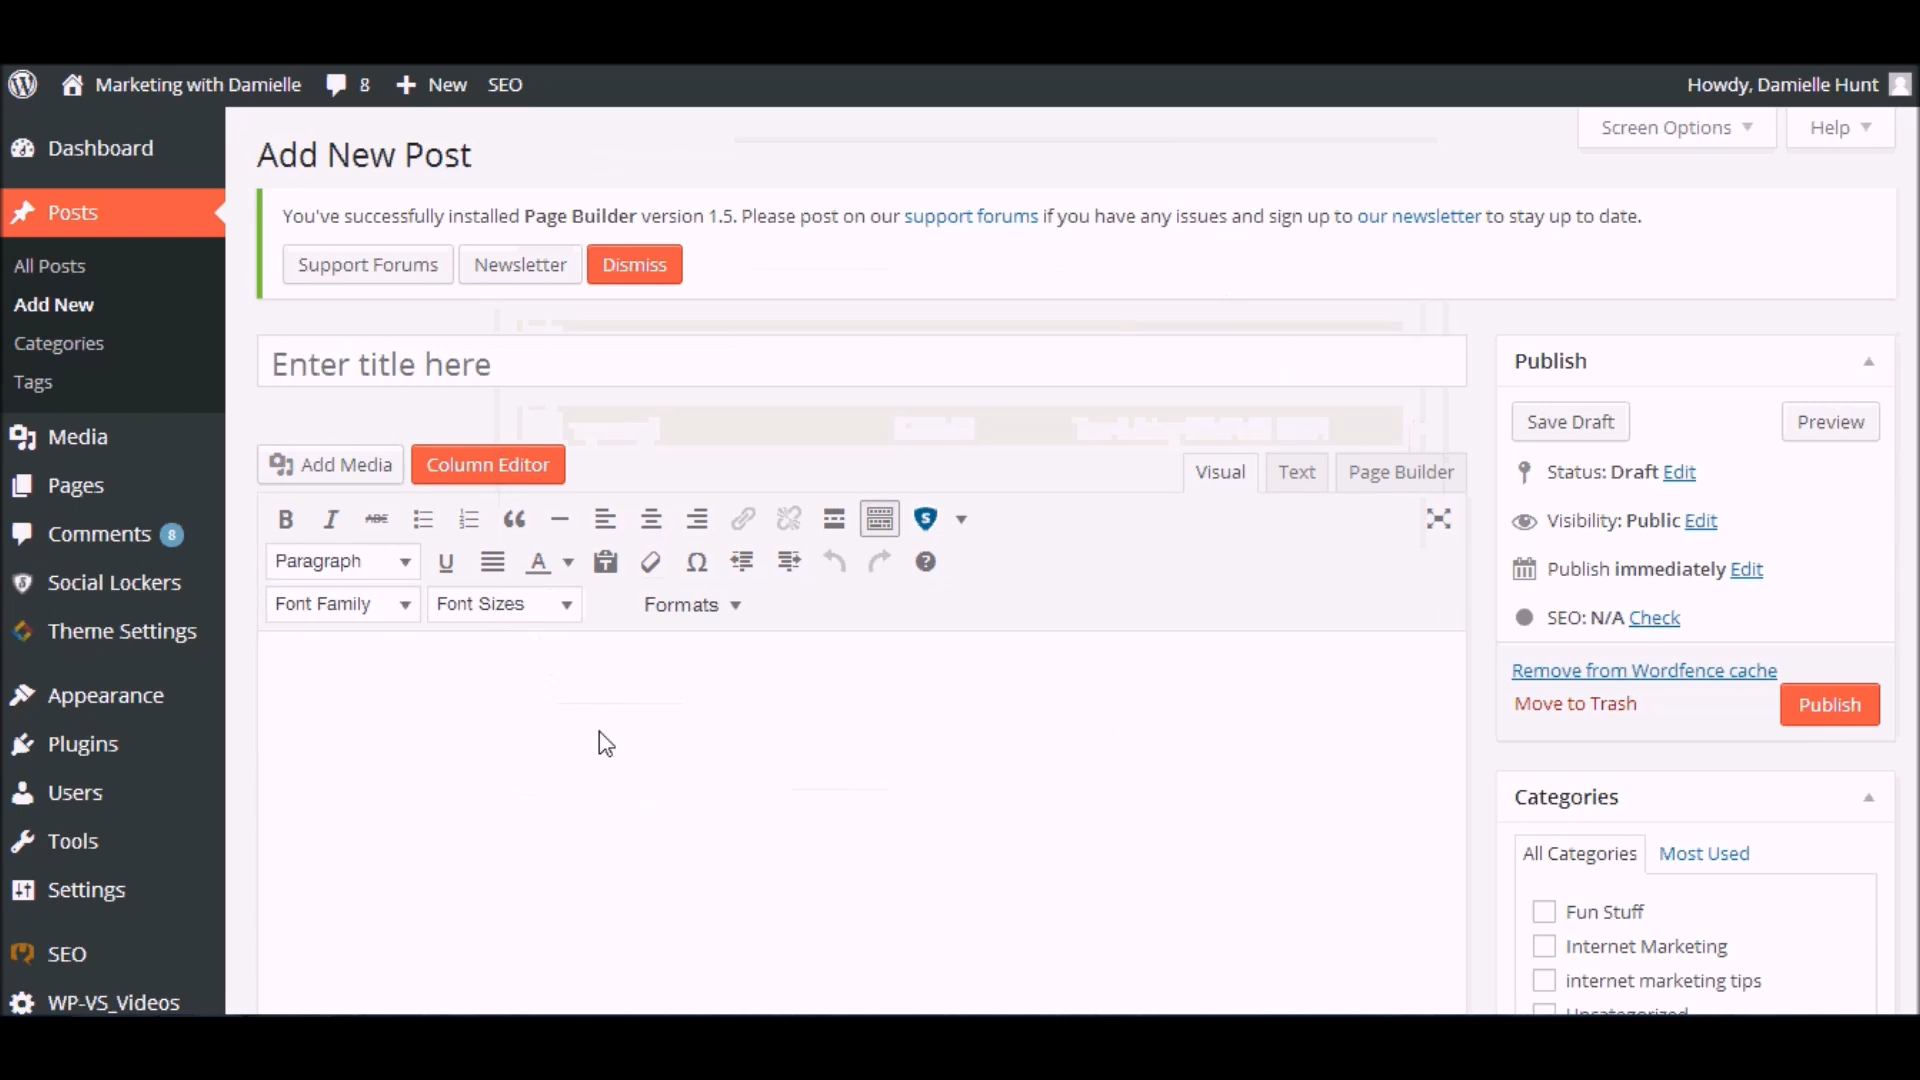 Marketing with Damielle 8 New SEO Howdy, Damielle Hunt
Screen Options Help
Dashboard
Posts
All Posts
Add New
Categories
Tags
Media
Pages
Comments 8
Social Lockers
Theme Settings
Appearance
Plugins
Users
Tools
Settings
SEO
WP-VS_Videos
Add New Post
You've successfully installed Page Builder version 1.5. Please post on our support forums if you have any issues and sign up to our newsletter to stay up to date.
Support Forums Newsletter Dismiss
Enter title here
Add Media Column Editor Visual Text Page Builder
B I ABC
Paragraph U A Ω
Font Family Font Sizes Formats
Publish
Save Draft Preview
Status: Draft Edit
Visibility: Public Edit
Publish immediately Edit
SEO: N/A Check
Remove from Wordfence cache
Move to Trash Publish
Categories
All Categories Most Used
Fun Stuff
Internet Marketing
internet marketing tips
Uncategorized